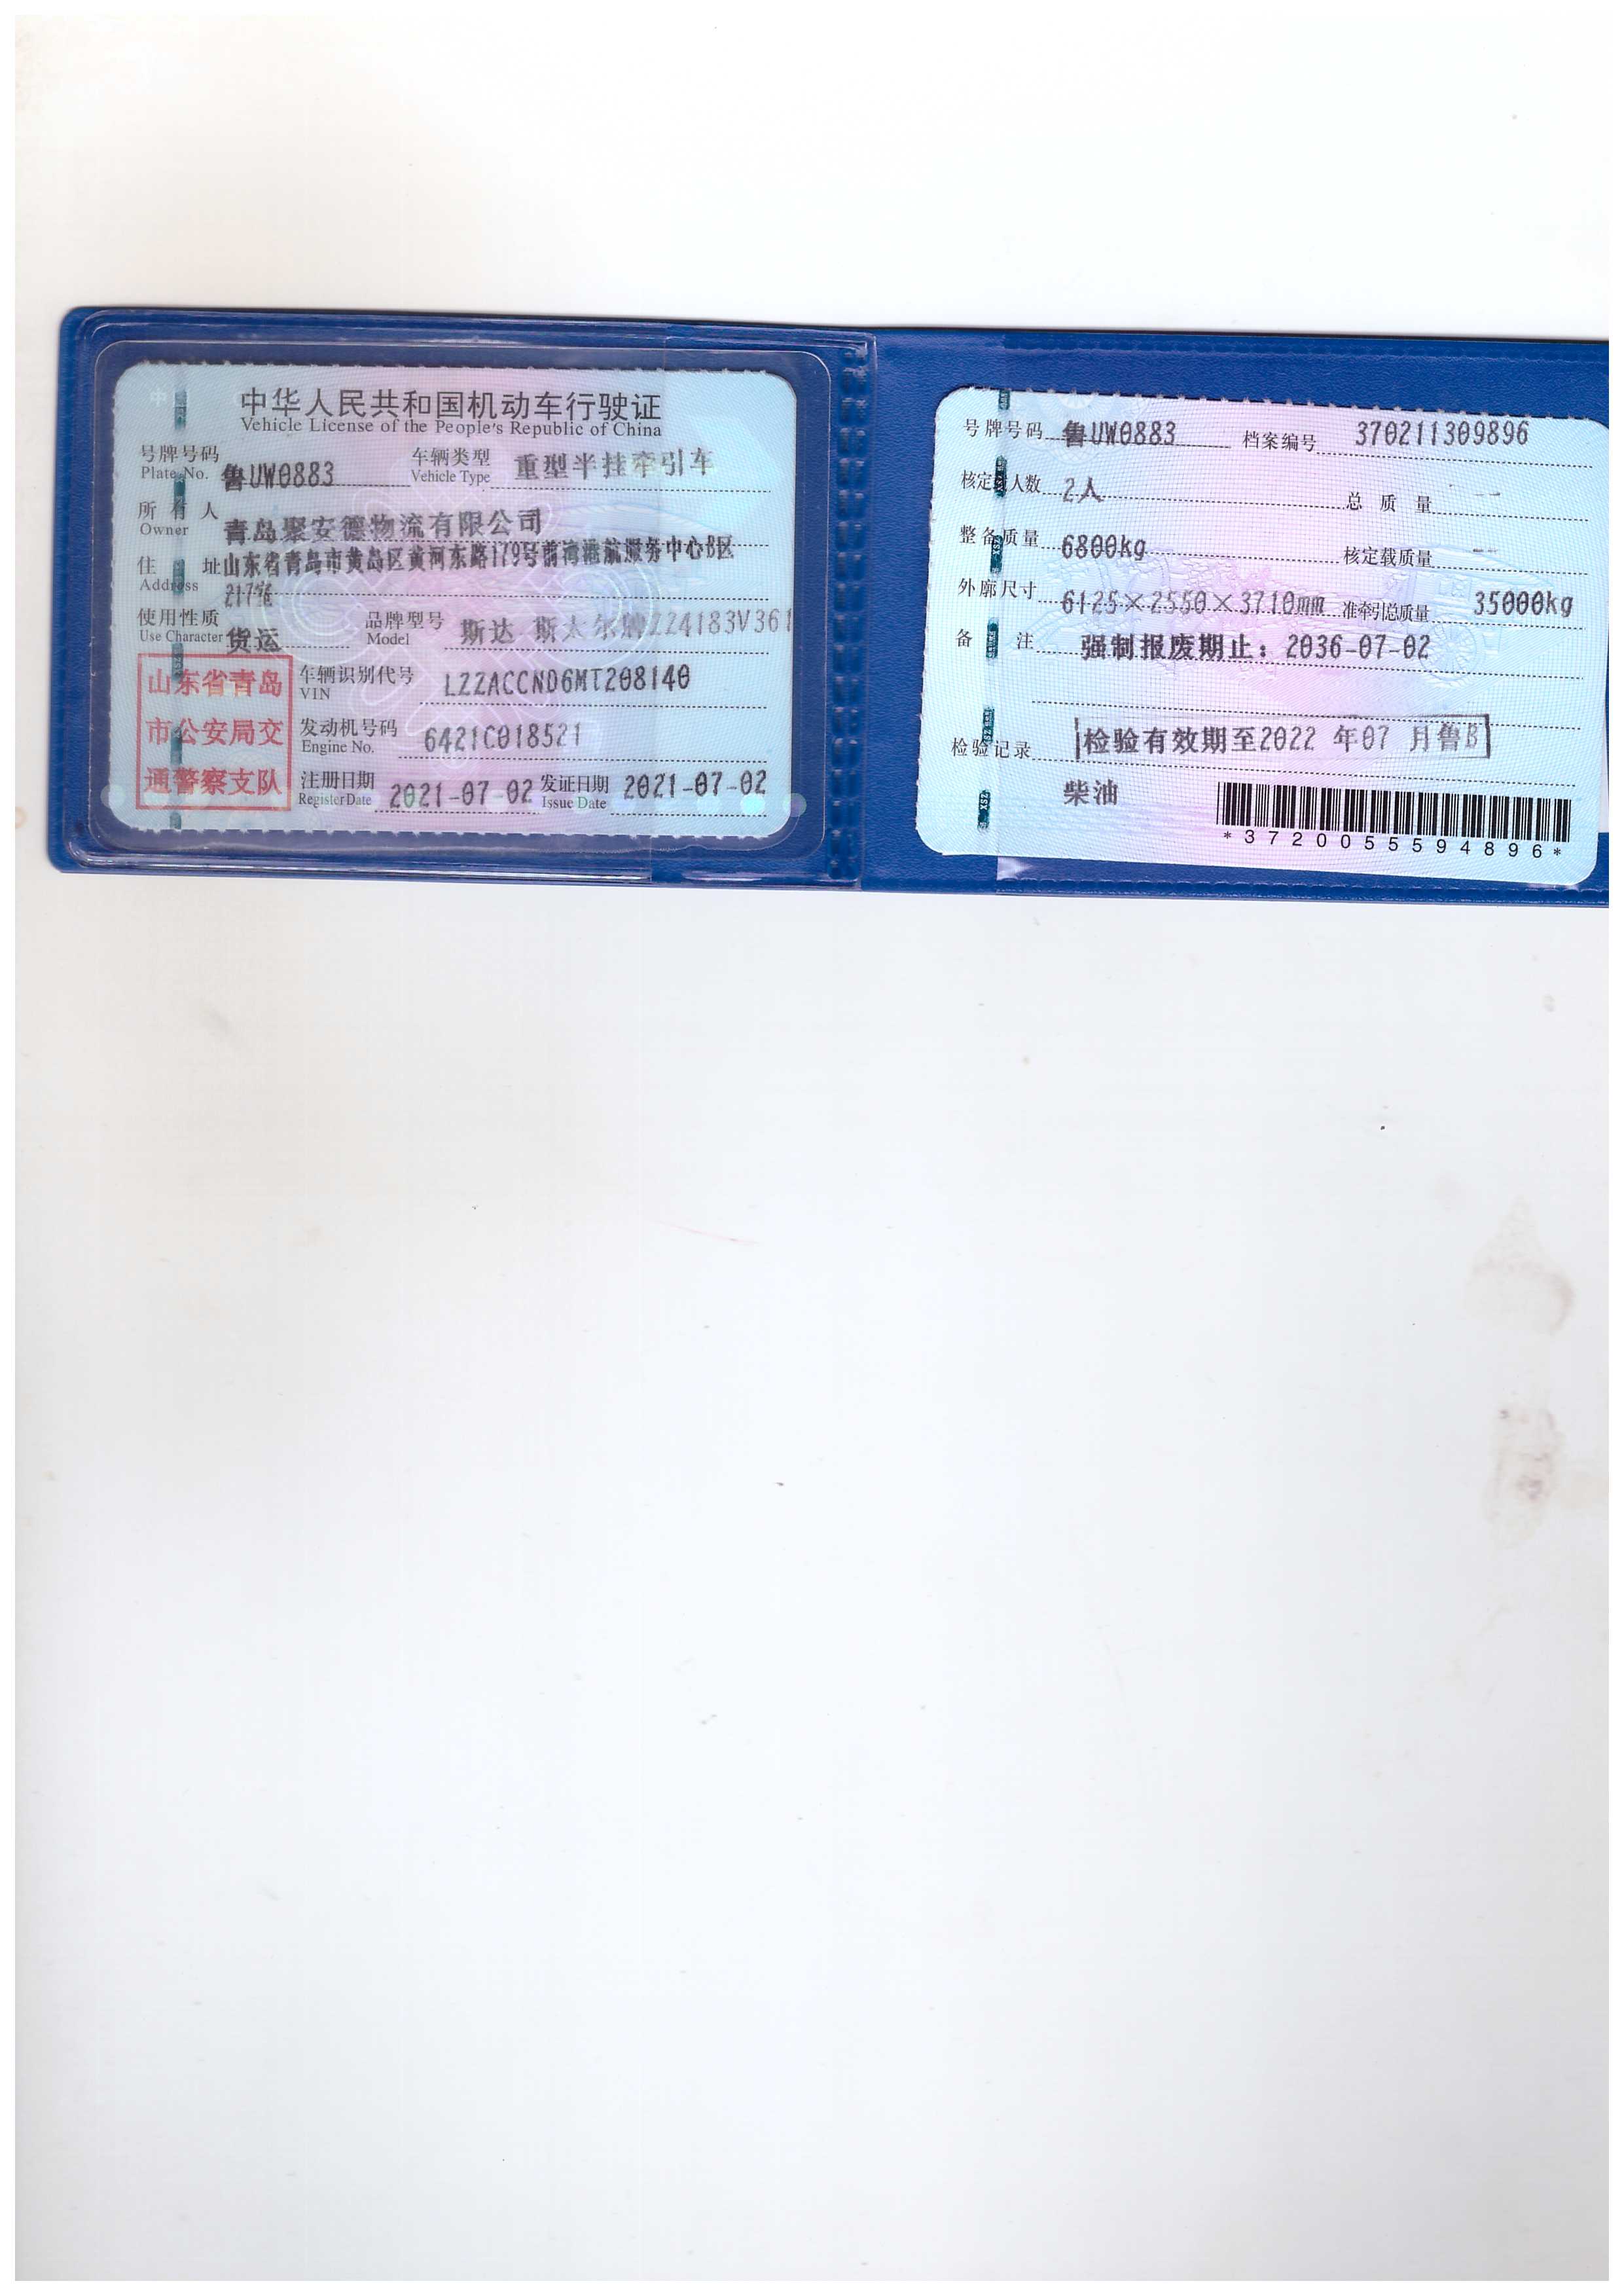 中华人民共和国机动车行驶证
Vehicle License of the People's Republic of China
号牌号码 鲁UW0883 车辆类型 重型半挂牵引车
Plate No. Vehicle Type
所有人 青岛聚安德物流有限公司
Owner
住址 山东省青岛市黄岛区黄河东路179号前湾港航服务中心B区
Address 217室
使用性质 货运 品牌型号 斯达-斯太尔牌ZZ4183V361
Use Character Model
山东省青岛
市公安局交
通警察支队
车辆识别代号 LZZACCND6MT208140
VIN
发动机号码 6421C018521
Engine No.
注册日期 2021-07-02 发证日期 2021-07-02
Register Date Issue Date
号牌号码 鲁UW0883 档案编号 370211309896
核定载人数 2人 总质量 --
整备质量 6800kg 核定载质量 --
外廓尺寸 6125×2550×3710mm 准牵引总质量 35000kg
备注 强制报废期止：2036-07-02
检验记录 检验有效期至2022 年07 月鲁B
柴油
*3720055594896*